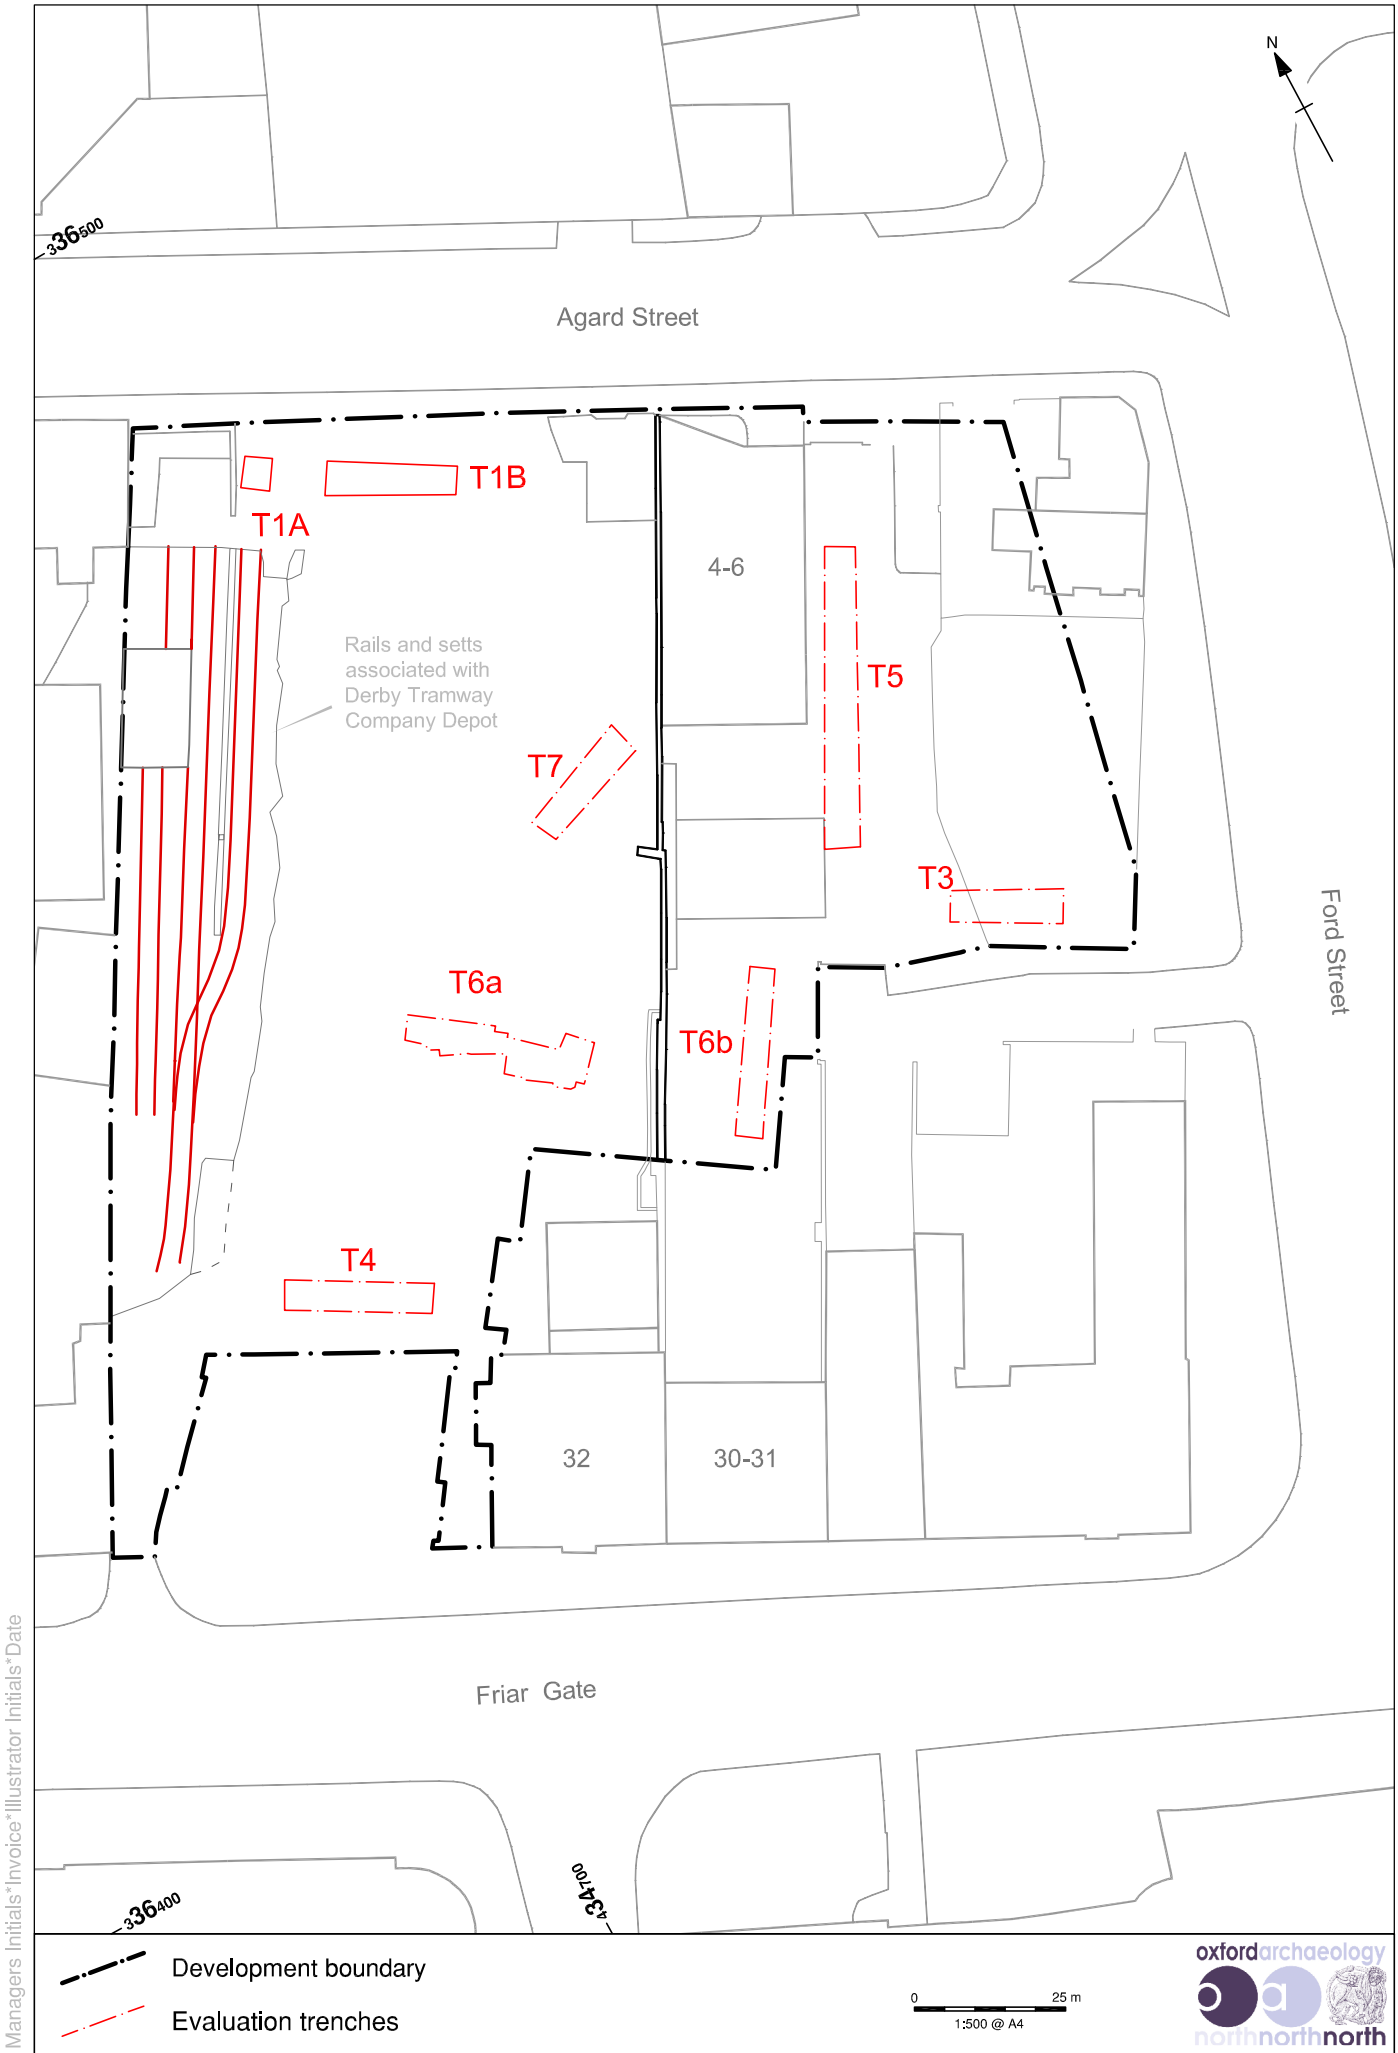 N
336500
Agard Street
T1B
T1A
4-6
Rails and setts
associated with
Derby Tramway
Company Depot
T5
T7
T3
Ford Street
T6a
T6b
T4
32
30-31
Friar Gate
336400
434700
Managers Initials*Invoice*Illustrator Initials*Date
Development boundary
Evaluation trenches
0 25 m
1:500 @ A4
oxfordarchaeology
oa
northnorthnorth